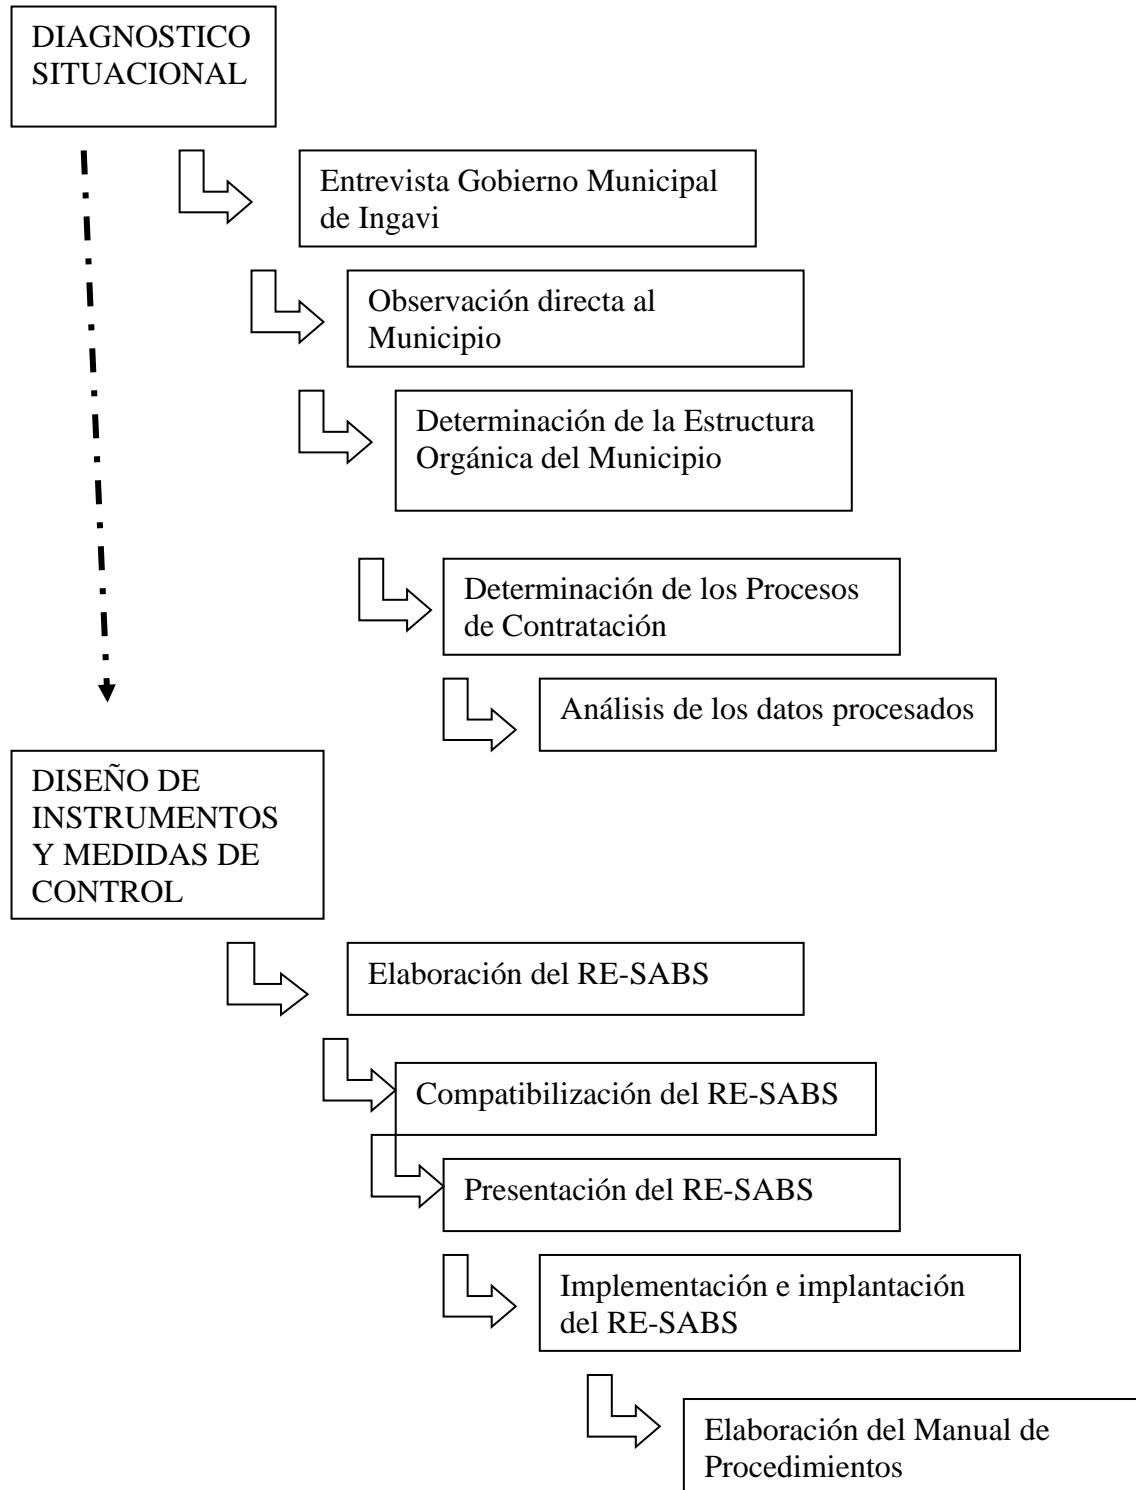 DIAGNOSTICO
SITUACIONAL
Entrevista Gobierno Municipal
de Ingavi
Observación directa al
Municipio
Determinación de la Estructura
Orgánica del Municipio
Determinación de los Procesos
de Contratación
Análisis de los datos procesados
DISEÑO DE
INSTRUMENTOS
Y MEDIDAS DE
CONTROL
Elaboración del RE-SABS
Compatibilización del RE-SABS
Presentación del RE-SABS
Implementación e implantación
del RE-SABS
Elaboración del Manual de
Procedimientos